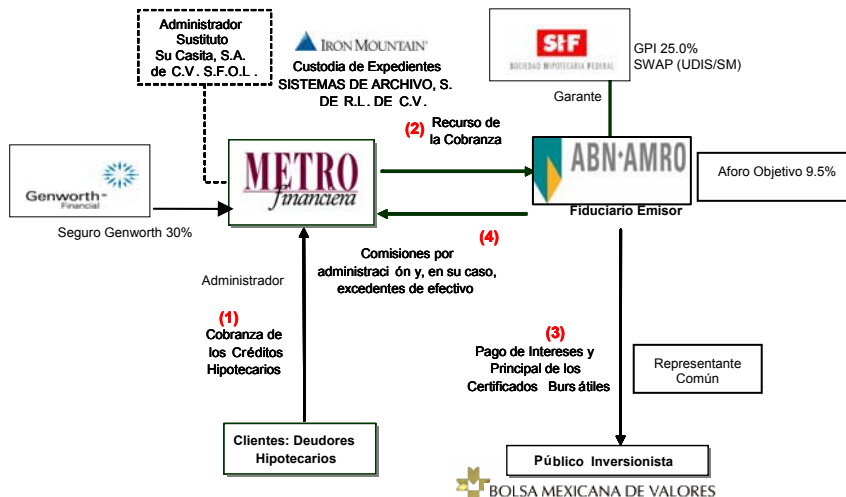 Administrador
Sustituto
Su Casita, S.A.
de C.V. S.F.O.L.
IRON MOUNTAIN®
Custodia de Expedientes
SISTEMAS DE ARCHIVO, S.
DE R.L. DE C.V.
SHF
SOCIEDAD HIPOTECARIA FEDERAL
GPI 25.0%
SWAP (UDIS/SM)
Garante
(2) Recurso de
la Cobranza
Genworth
Financial
METRO
financiera
ABN·AMRO
Fiduciario Emisor
Aforo Objetivo 9.5%
Seguro Genworth 30%
(4)
Comisiones por
administraci ón y, en su caso,
excedentes de efectivo
Administrador
(1)
Cobranza de
los Créditos
Hipotecarios
(3)
Pago de Intereses y
Principal de los
Certificados Burs átiles
Representante
Común
Clientes: Deudores
Hipotecarios
Público Inversionista
BOLSA MEXICANA DE VALORES